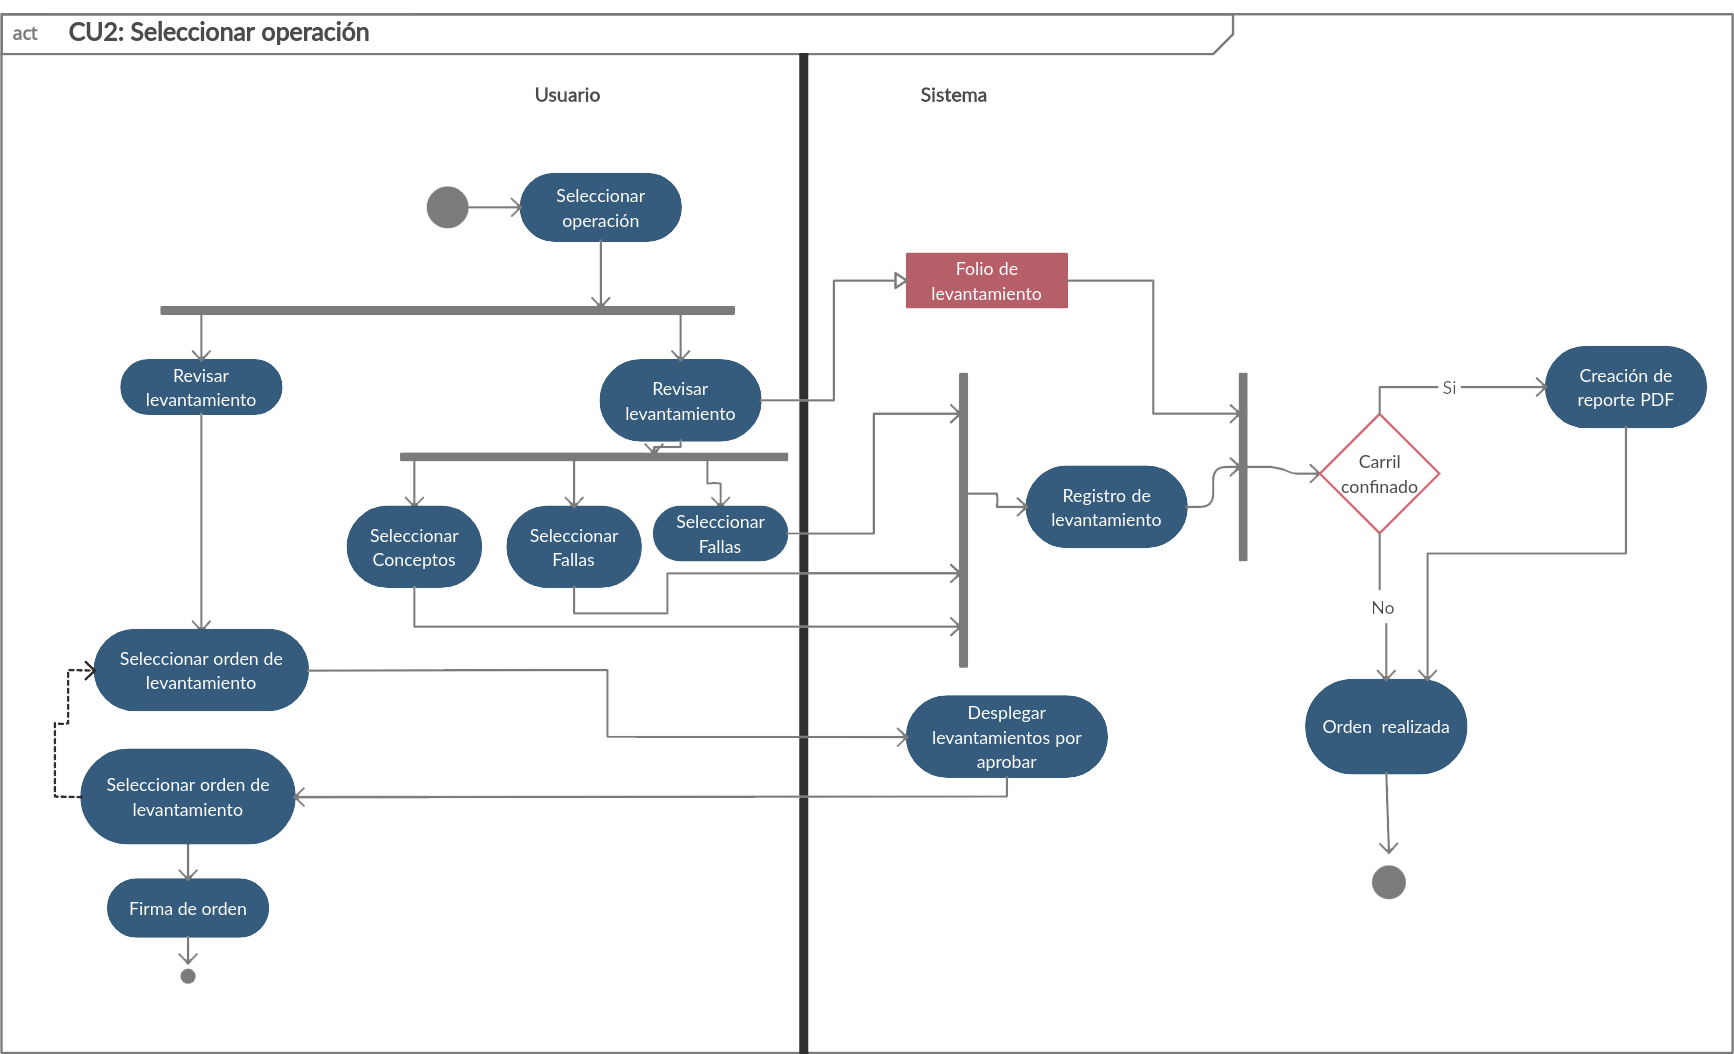 act
CU2: Seleccionar operación
Usuario
Sistema
Seleccionar
operación
Folio de
levantamiento
Revisar
levantamiento
Revisar
levantamiento
Creación de
reporte PDF
Si
Carril
confinado
Registro de
levantamiento
Seleccionar
Conceptos
Seleccionar
Fallas
Seleccionar
Fallas
No
Seleccionar orden de
levantamiento
Desplegar
levantamientos por
aprobar
Orden realizada
Seleccionar orden de
levantamiento
Firma de orden